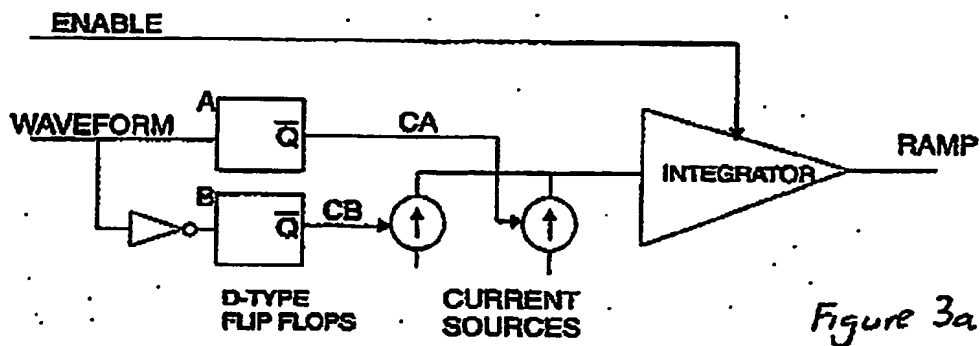 ENABLE
WAVEFORM
A
Q̅
CA
B
Q̅
CB
INTEGRATOR
RAMP
D-TYPE
FLIP FLOPS
CURRENT
SOURCES
Figure 3a